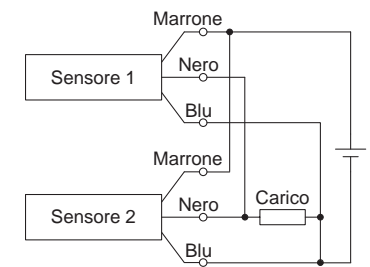 Marrone
Sensore 1
Nero
Blu
Marrone
Sensore 2
Nero
Carico
Blu